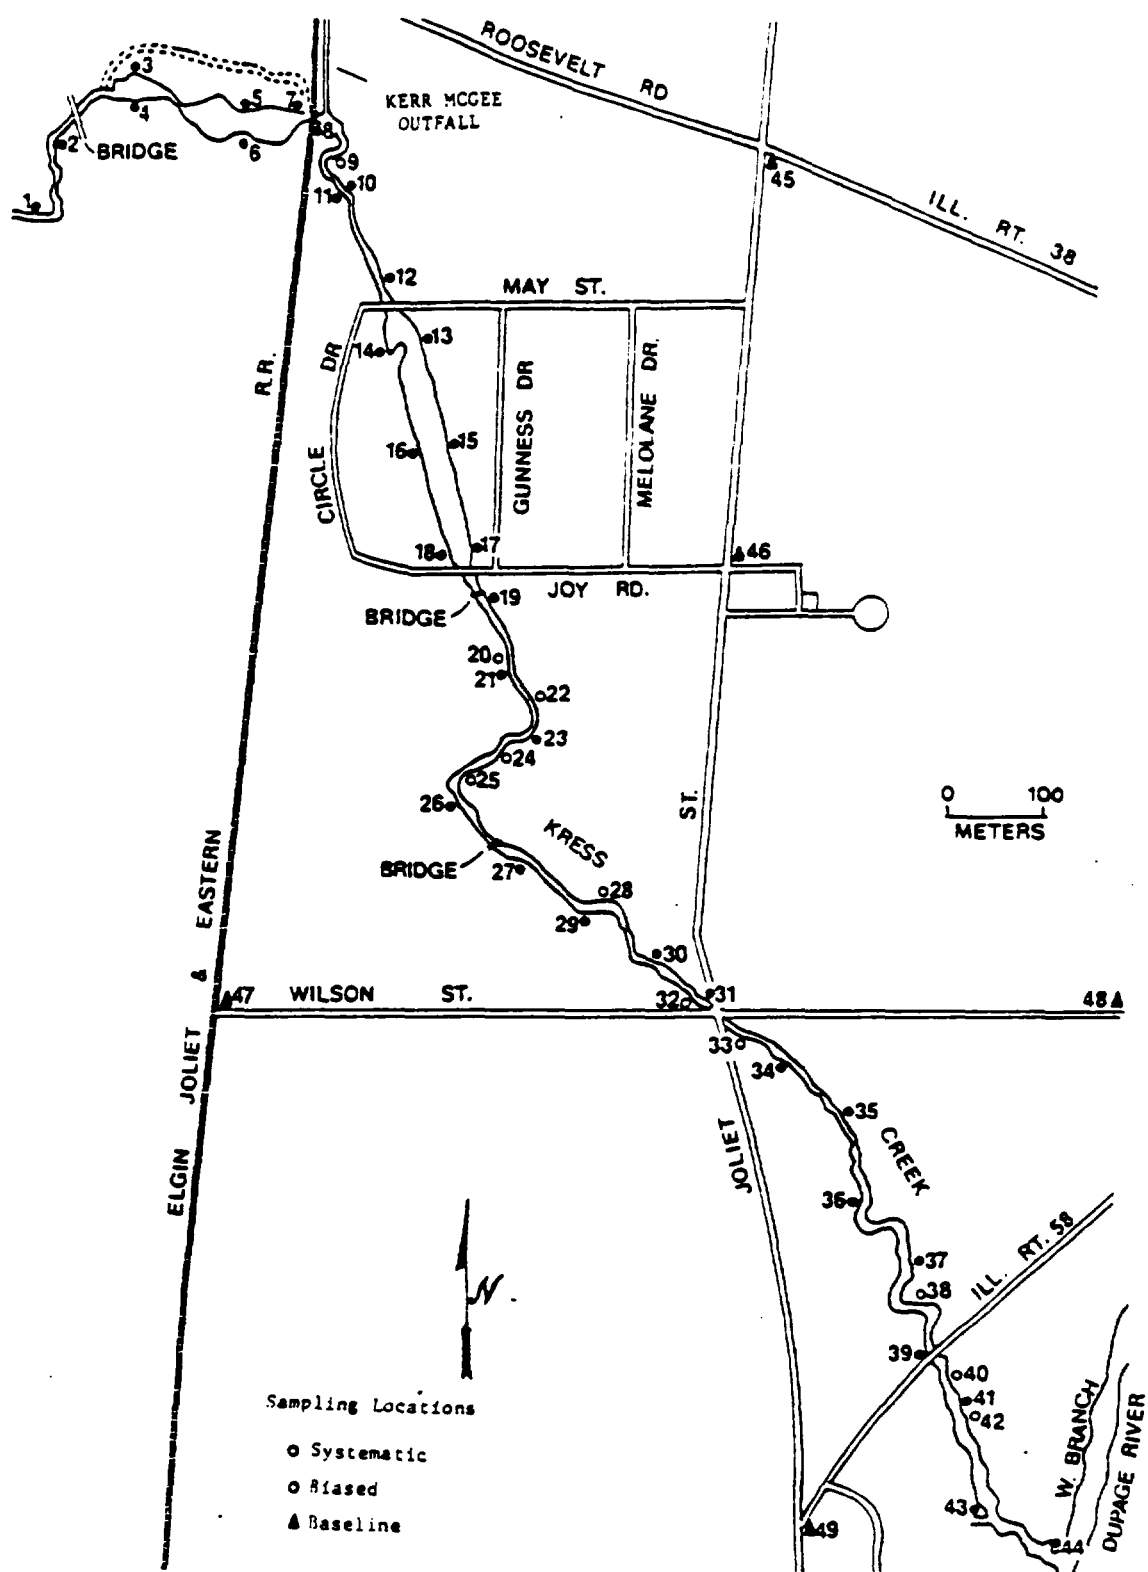 ROOSEVELT RD
KERR MCGEE
OUTFALL
3
4
5
7
6
8
2
BRIDGE
1
9
10
11
45
ILL. RT. 38
12
MAY ST.
13
14
CIRCLE DR
R.R.
GUNNESS DR
MELOLANE DR.
15
16
17
18
46
JOY RD.
BRIDGE
19
20
21
22
23
24
25
26
KRESS
BRIDGE
27
28
29
30
31
32
ST.
0 100
METERS
ELGIN JOLIET & EASTERN
47
WILSON ST.
48
33
34
35
JOLIET
CREEK
36
37
38
ILL RT. 58
39
40
41
42
43
44
49
W. BRANCH
DUPAGE RIVER
N
Sampling Locations
Systematic
Biased
Baseline